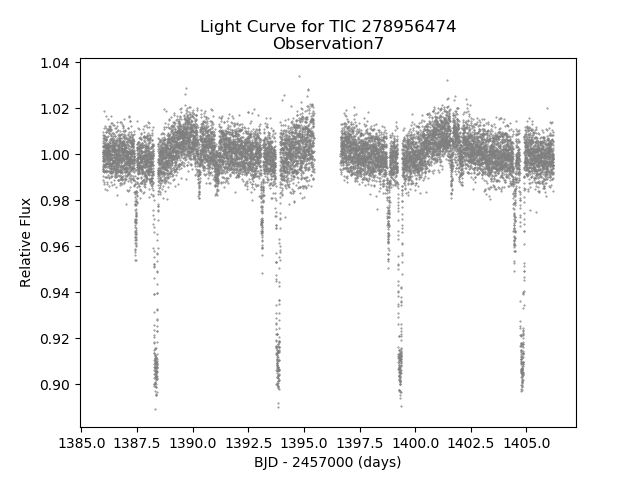 Light Curve for TIC 278956474
Observation7
1.04
1.02
1.00
0.98
0.96
0.94
0.92
0.90
Relative Flux
1385.0 1387.5 1390.0 1392.5 1395.0 1397.5 1400.0 1402.5 1405.0
BJD - 2457000 (days)